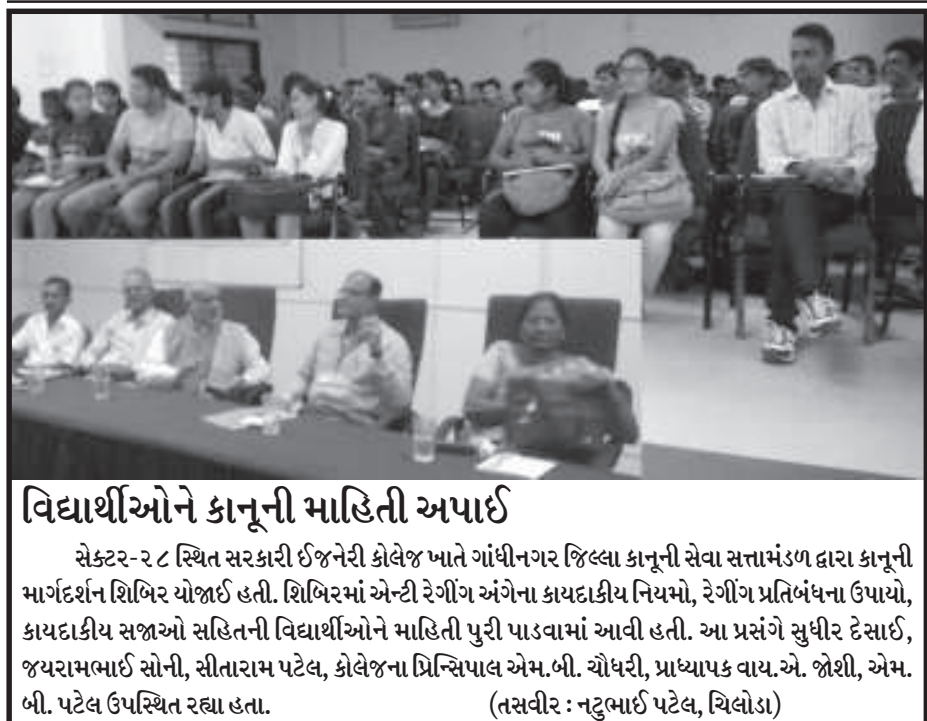 વિદ્યાર્થીઓને કાનૂની માહિતી અપાઈ
સેક્ટર-૨૮ સ્થિત સરકારી ઈજનેરી કોલેજ ખાતે ગાંધીનગર જિલ્લા કાનૂની સેવા સત્તામંડળ દ્વારા કાનૂની
માર્ગદર્શન શિબિર યોજાઈ હતી. શિબિરમાં એન્ટી રેગીંગ અંગેના કાયદાકીય નિયમો, રેગીંગ પ્રતિબંધના ઉપાયો,
કાયદાકીય સજાઓ સહિતની વિદ્યાર્થીઓને માહિતી પુરી પાડવામાં આવી હતી. આ પ્રસંગે સુધીર દેસાઈ,
જયરામભાઈ સોની, સીતારામ પટેલ, કોલેજના પ્રિન્સિપાલ એમ.બી. ચૌધરી, પ્રાધ્યાપક વાય.એ. જોશી, એમ.
બી. પટેલ ઉપસ્થિત રહ્યા હતા. (તસવીર : નટુભાઈ પટેલ, ચિલોડા)